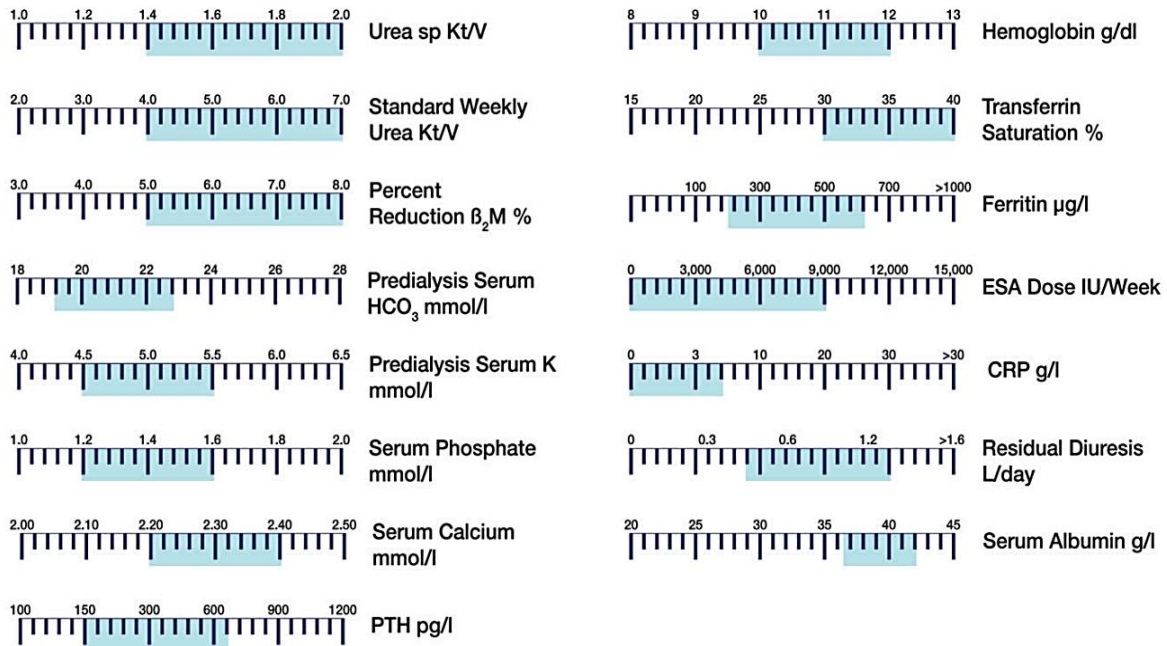 1.0 1.2 1.4 1.6 1.8 2.0
Urea sp Kt/V
2.0 3.0 4.0 5.0 6.0 7.0
Standard Weekly
Urea Kt/V
3.0 4.0 5.0 6.0 7.0 8.0
Percent
Reduction ß₂M %
18 20 22 24 26 28
Predialysis Serum
HCO₃ mmol/l
4.0 4.5 5.0 5.5 6.0 6.5
Predialysis Serum K
mmol/l
1.0 1.2 1.4 1.6 1.8 2.0
Serum Phosphate
mmol/l
2.00 2.10 2.20 2.30 2.40 2.50
Serum Calcium
mmol/l
100 150 300 600 900 1200
PTH pg/l
8 9 10 11 12 13
Hemoglobin g/dl
15 20 25 30 35 40
Transferrin
Saturation %
100 300 500 700 >1000
Ferritin µg/l
0 3,000 6,000 9,000 12,000 15,000
ESA Dose IU/Week
0 3 10 20 30 >30
CRP g/l
0 0.3 0.6 1.2 >1.6
Residual Diuresis
L/day
20 25 30 35 40 45
Serum Albumin g/l